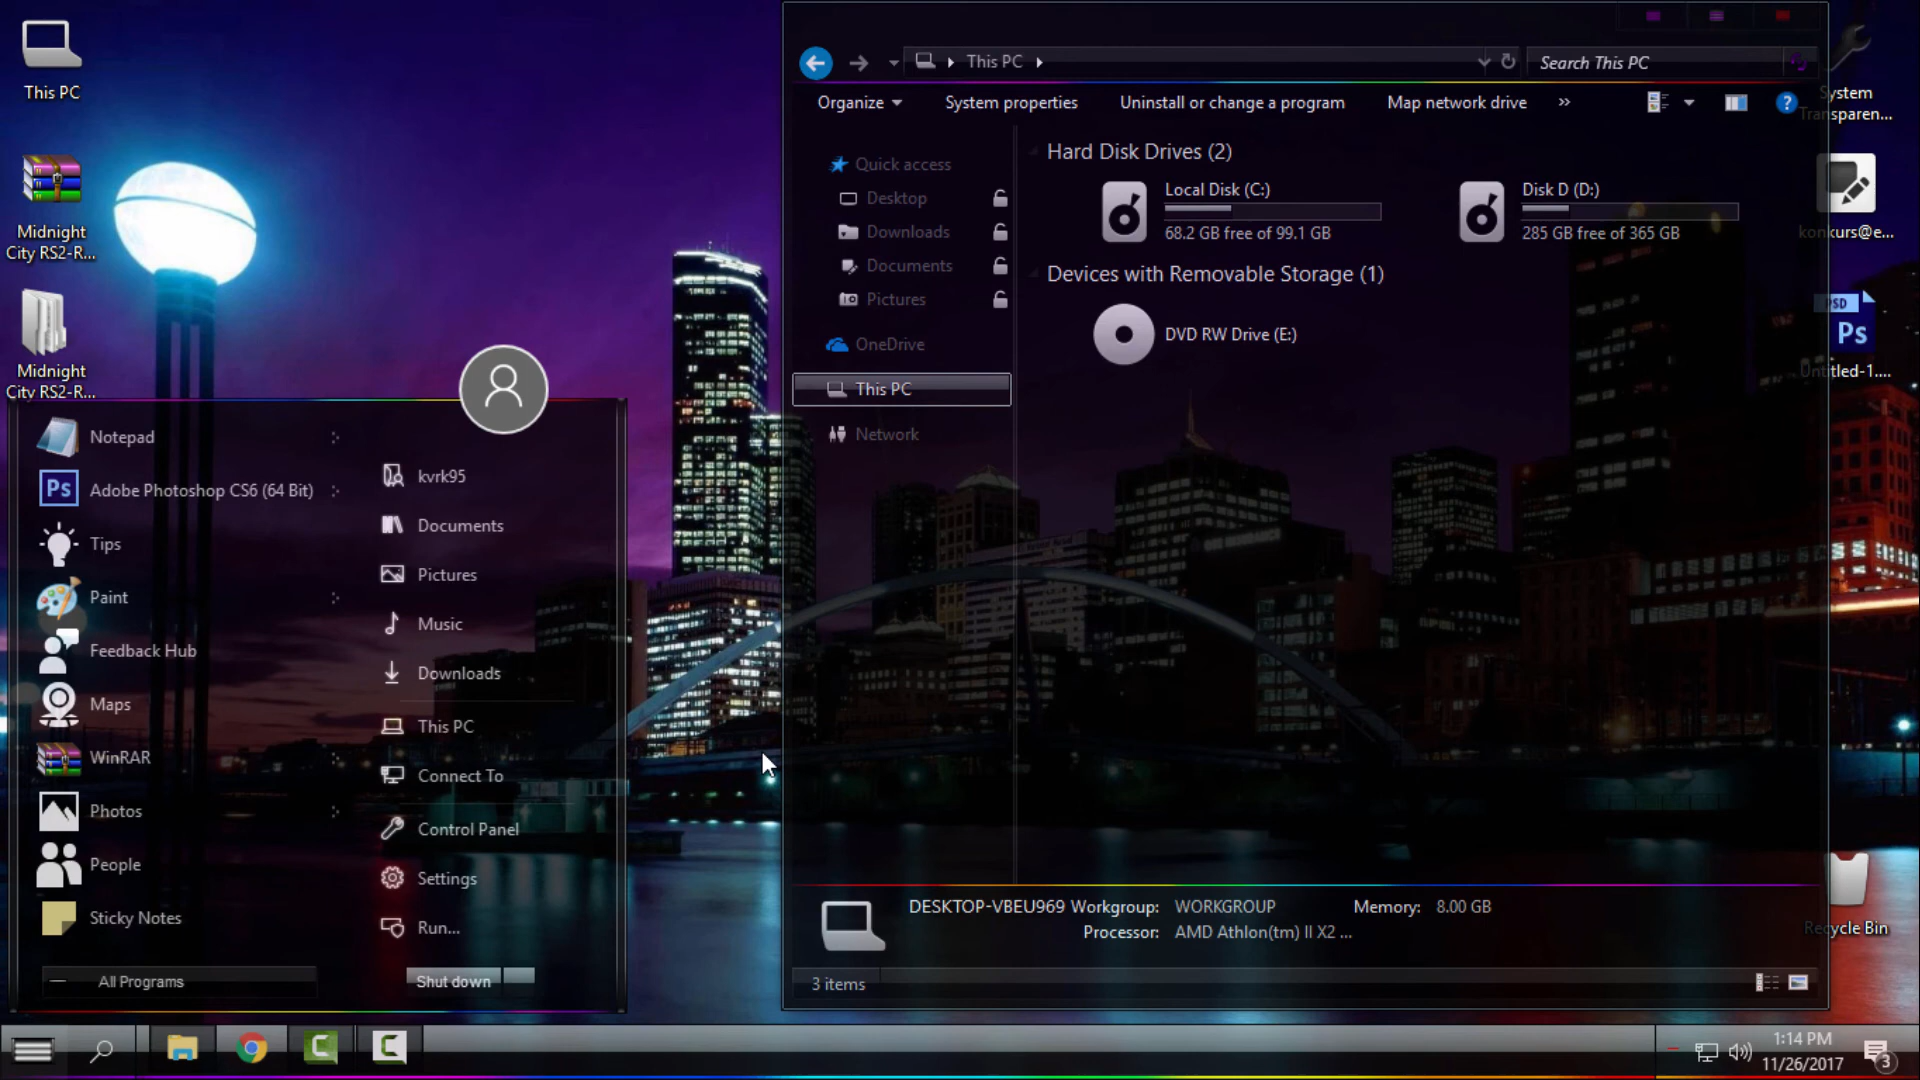 This PC
Midnight
City RS2-R...
Midnight
City RS2-R...
Notepad
Adobe Photoshop CS6 (64 Bit)
Ps
Tips
Paint
Feedback Hub
Maps
WinRAR
Photos
People
Sticky Notes
All Programs
kvrk95
Documents
Pictures
Music
Downloads
This PC
Connect To
Control Panel
Settings
Run...
Shut down
This PC
Search This PC
Organize
System properties
Uninstall or change a program
Map network drive
»
?
Quick access
Desktop
Downloads
Documents
Pictures
OneDrive
This PC
Network
Hard Disk Drives (2)
Local Disk (C:)
68.2 GB free of 99.1 GB
Disk D (D:)
285 GB free of 365 GB
Devices with Removable Storage (1)
DVD RW Drive (E:)
DESKTOP-VBEU969 Workgroup: WORKGROUP Memory: 8.00 GB
Processor: AMD Athlon(tm) II X2 ...
3 items
System
Transparen...
konkurs@e...
PSD
Ps
Untitled-1....
Recycle Bin
1:14 PM
11/26/2017
3